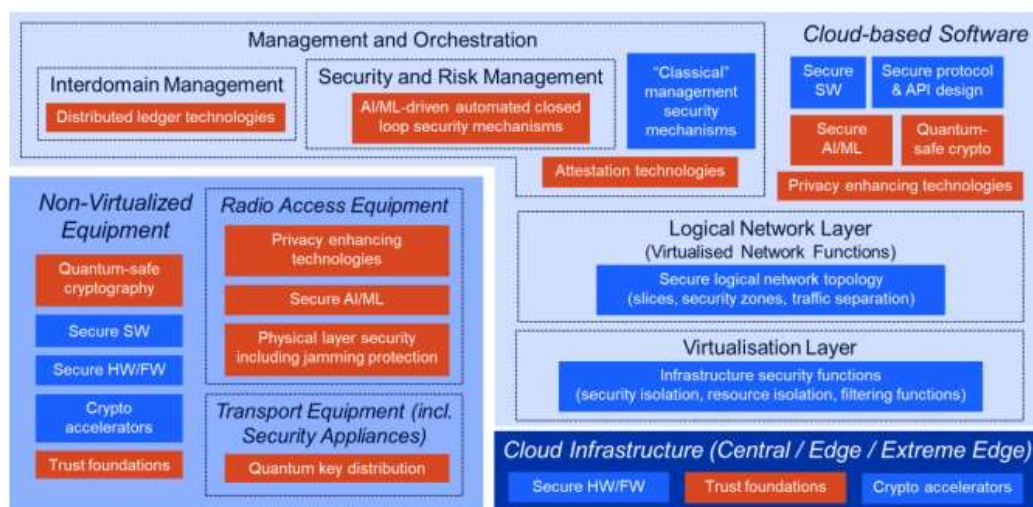 Management and Orchestration
Interdomain Management
Distributed ledger technologies
Security and Risk Management
AI/ML-driven automated closed
loop security mechanisms
“Classical”
management
security
mechanisms
Attestation technologies
Cloud-based Software
Secure
SW
Secure protocol
& API design
Secure
AI/ML
Quantum-
safe crypto
Privacy enhancing technologies
Non-Virtualized
Equipment
Quantum-safe
cryptography
Secure SW
Secure HW/FW
Crypto
accelerators
Trust foundations
Radio Access Equipment
Privacy enhancing
technologies
Secure AI/ML
Physical layer security
including jamming protection
Transport Equipment (incl.
Security Appliances)
Quantum key distribution
Logical Network Layer
(Virtualised Network Functions)
Secure logical network topology
(slices, security zones, traffic separation)
Virtualisation Layer
Infrastructure security functions
(security isolation, resource isolation, filtering functions)
Cloud Infrastructure (Central / Edge / Extreme Edge)
Secure HW/FW
Trust foundations
Crypto accelerators